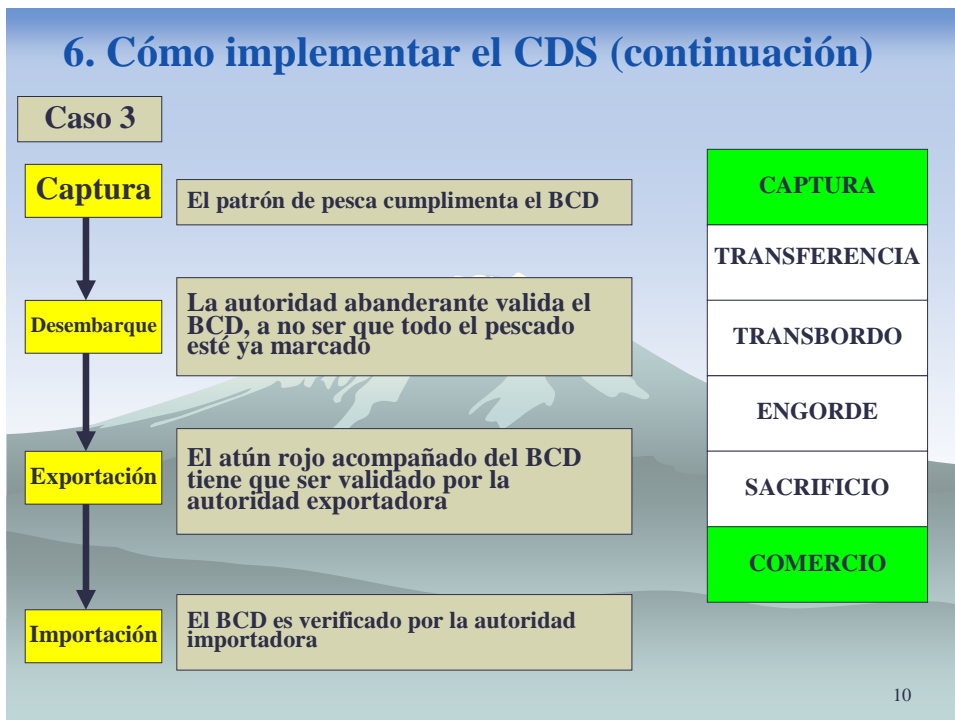 6. Cómo implementar el CDS (continuación)
Caso 3
Captura
El patrón de pesca cumplimenta el BCD
Desembarque
La autoridad abanderante valida el
BCD, a no ser que todo el pescado
esté ya marcado
Exportación
El atún rojo acompañado del BCD
tiene que ser validado por la
autoridad exportadora
Importación
El BCD es verificado por la autoridad
importadora
CAPTURA
TRANSFERENCIA
TRANSBORDO
ENGORDE
SACRIFICIO
COMERCIO
10